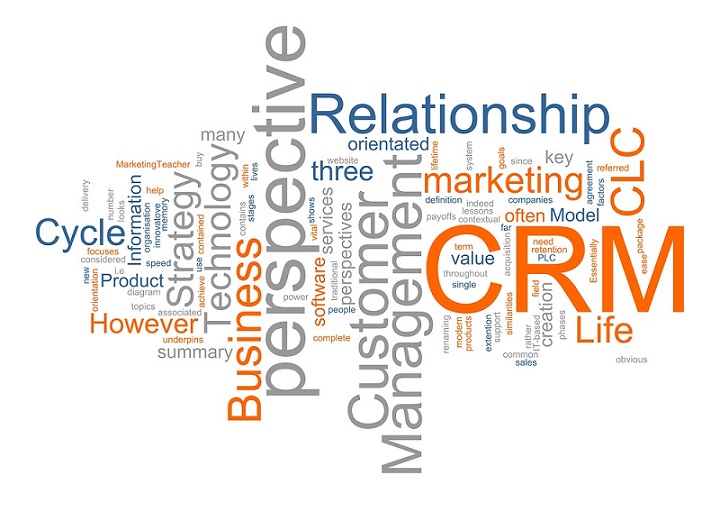 perspective
Relationship
many
orientated
lifetime
system
goals
since
key
CLC
website
three
marketing
referred
agreement
factors
MarketingTeacher
buy
Technology
within
lives
delivery
number
looks
help
Information
organisation
innovatove
memory
Strategy
contained
contains
stages
vital
shows
services
perspectives
traditional
Customer
Management
definition
indeed
companies
payoffs
lessons
contextual
often
Model
far
Cycle
focuses
considered
new
orientation
i.e
speed
Product
diagram
use
achieve
topics
associated
However
underpins
summary
Business
power
software
people
complete
CRM
term
value
throughout
single
acquisition
need
retention
PLC
Essentially
ease
package
field
creation
renaming
modern
products
extention
support
similarities
rather
IT-based
phases
Life
common
sales
obvious